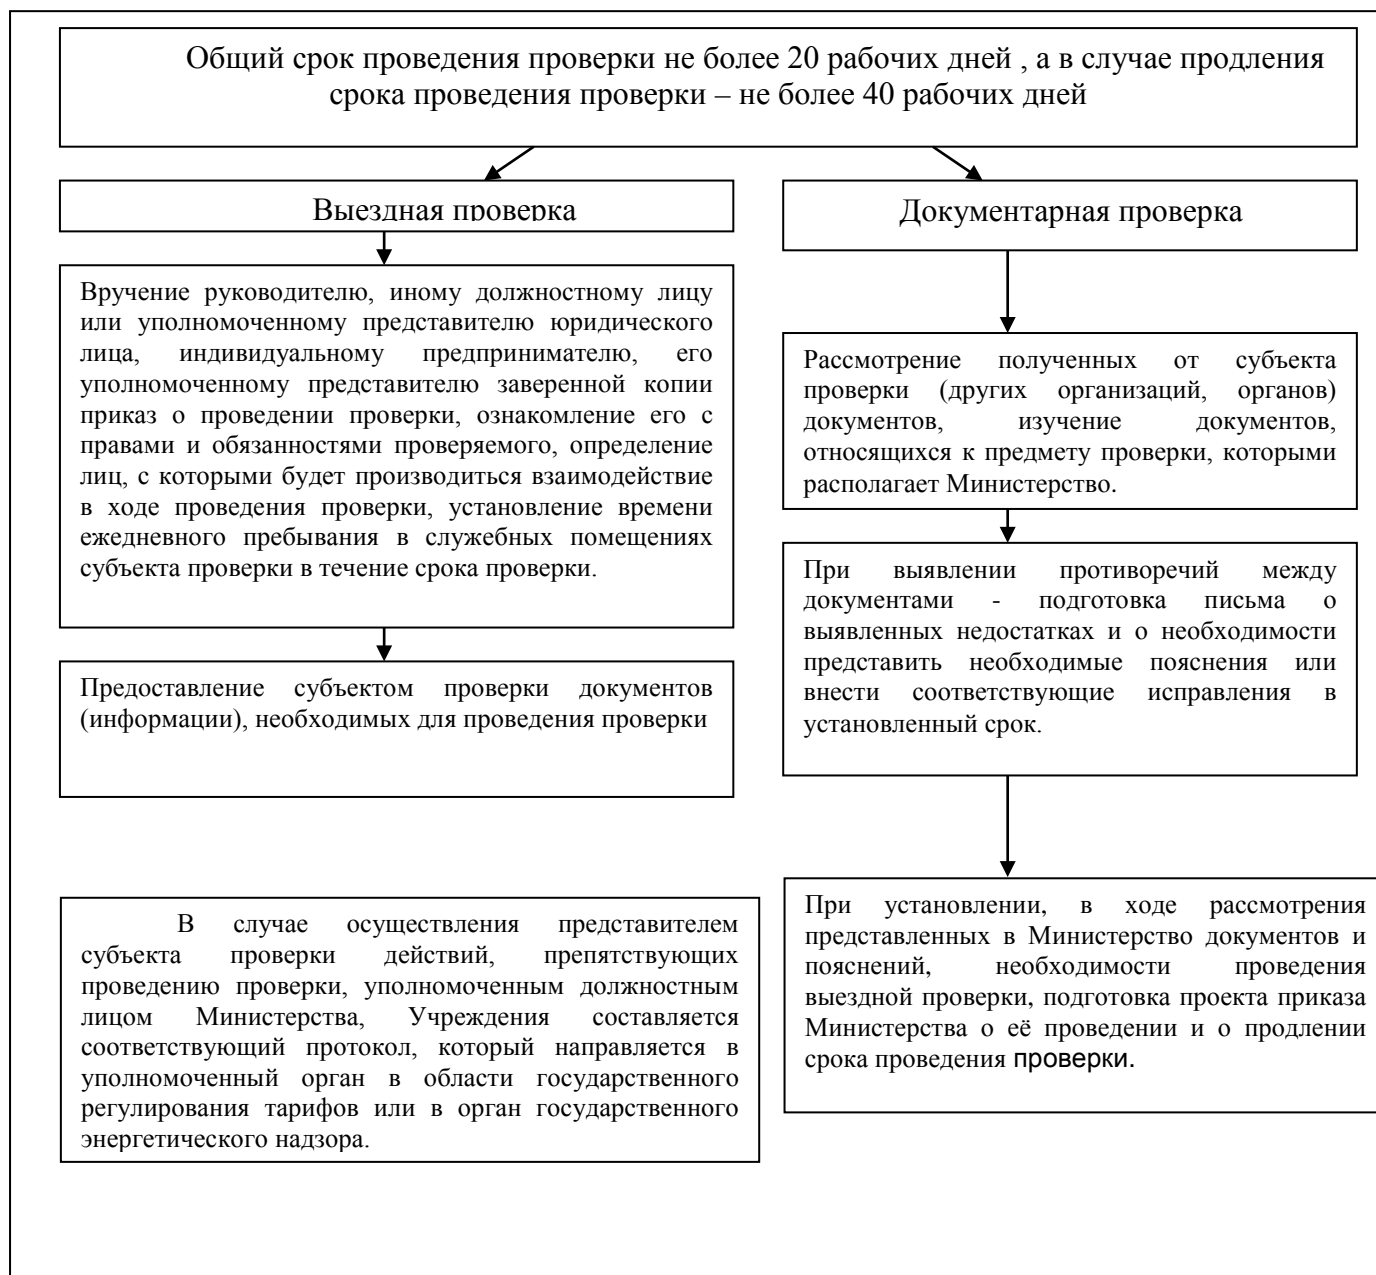 Общий срок проведения проверки не более 20 рабочих дней , а в случае продления
срока проведения проверки – не более 40 рабочих дней
Выездная проверка
Вручение руководителю, иному должностному лицу
или уполномоченному представителю юридического
лица, индивидуальному предпринимателю, его
уполномоченному представителю заверенной копии
приказ о проведении проверки, ознакомление его с
правами и обязанностями проверяемого, определение
лиц, с которыми будет производиться взаимодействие
в ходе проведения проверки, установление времени
ежедневного пребывания в служебных помещениях
субъекта проверки в течение срока проверки.
Предоставление субъектом проверки документов
(информации), необходимых для проведения проверки
В случае осуществления представителем
субъекта проверки действий, препятствующих
проведению проверки, уполномоченным должностным
лицом Министерства, Учреждения составляется
соответствующий протокол, который направляется в
уполномоченный орган в области государственного
регулирования тарифов или в орган государственного
энергетического надзора.
Документарная проверка
Рассмотрение полученных от субъекта
проверки (других организаций, органов)
документов, изучение документов,
относящихся к предмету проверки, которыми
располагает Министерство.
При выявлении противоречий между
документами - подготовка письма о
выявленных недостатках и о необходимости
представить необходимые пояснения или
внести соответствующие исправления в
установленный срок.
При установлении, в ходе рассмотрения
представленных в Министерство документов и
пояснений, необходимости проведения
выездной проверки, подготовка проекта приказа
Министерства о её проведении и о продлении
срока проведения проверки.